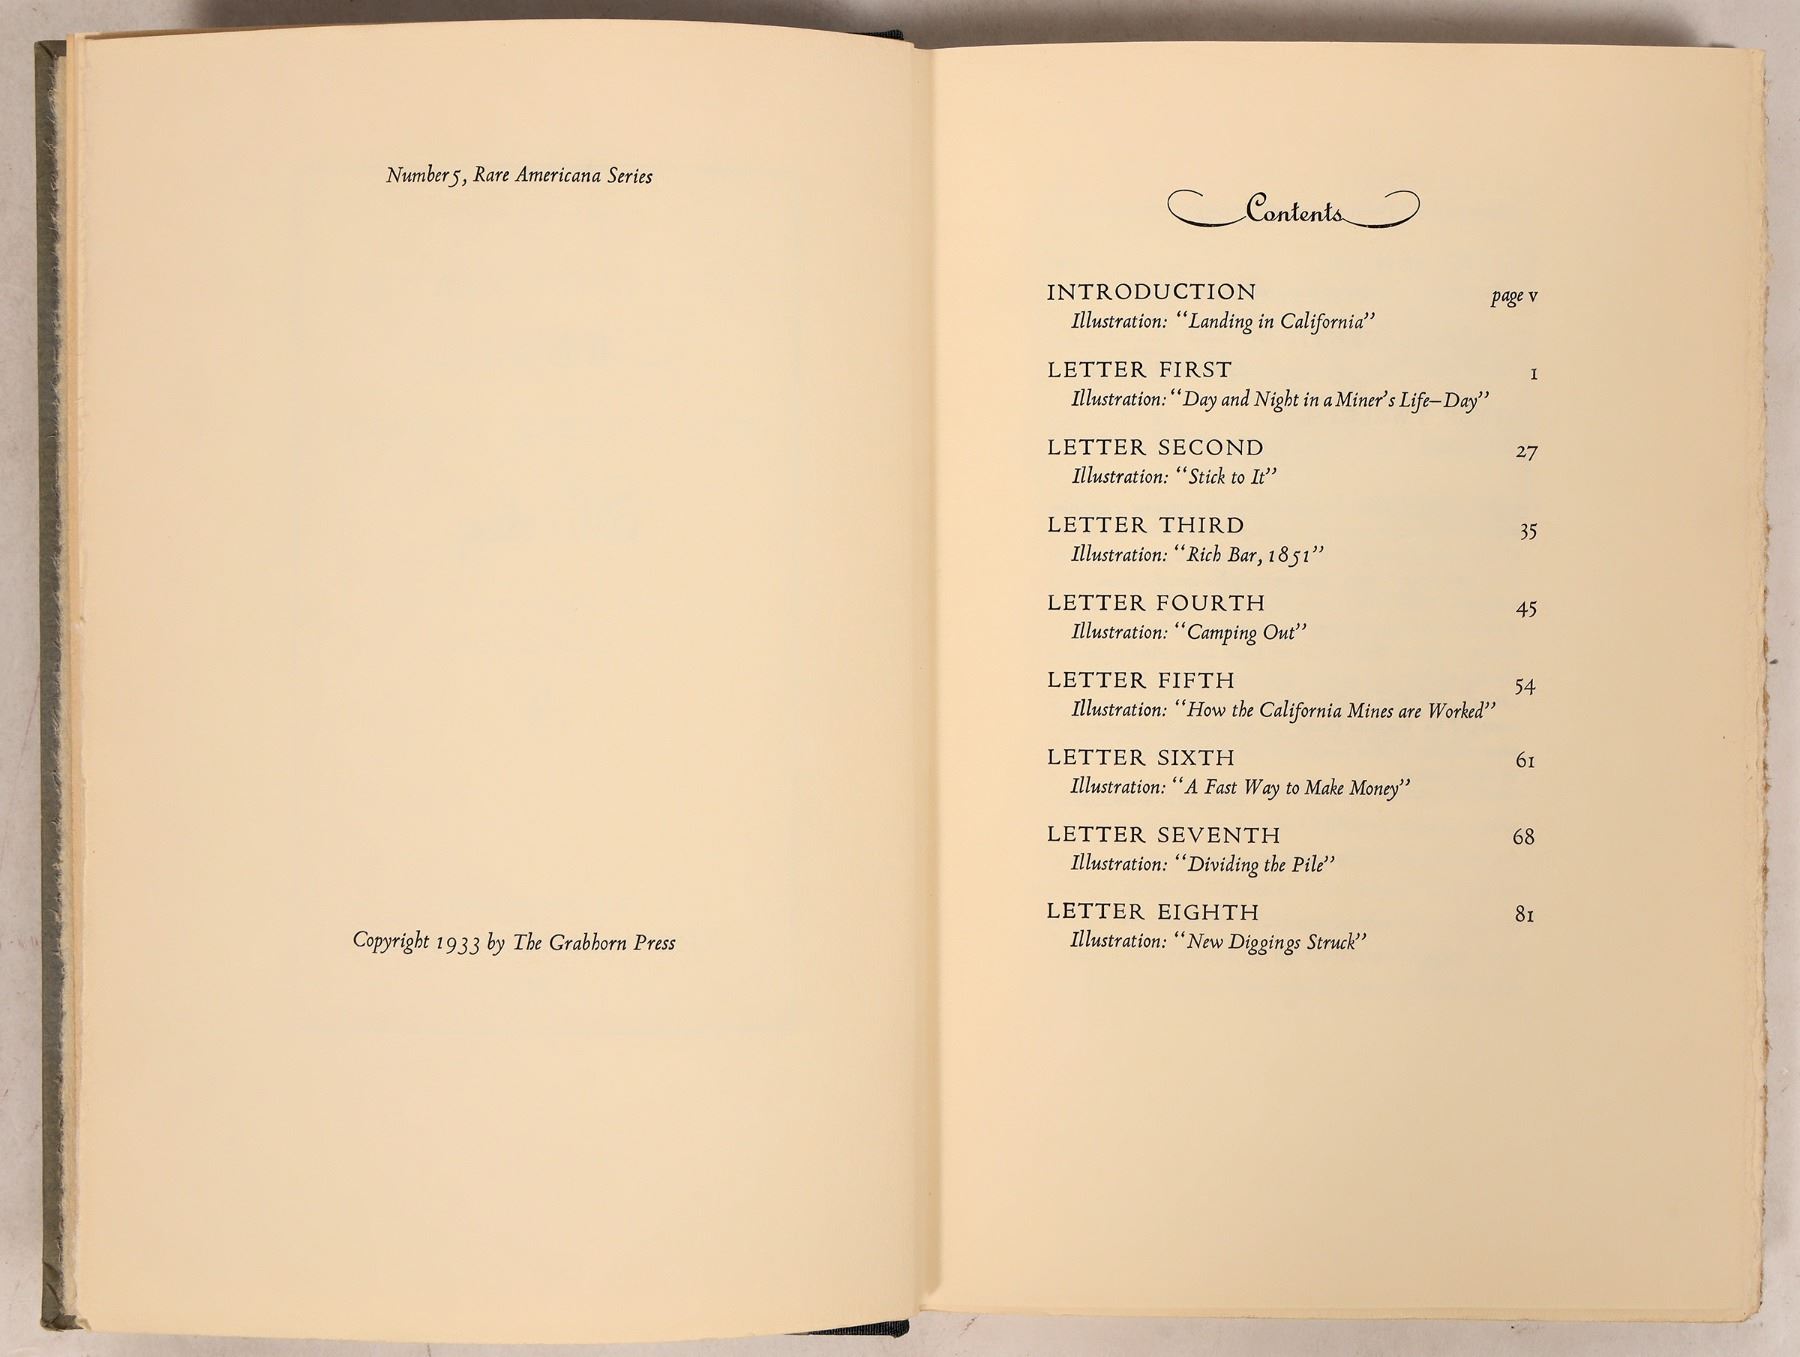 Number 5, Rare Americana Series
Copyright 1933 by The Grabhorn Press
Contents
INTRODUCTION page v
Illustration: “Landing in California”
LETTER FIRST 1
Illustration: “Day and Night in a Miner’s Life—Day”
LETTER SECOND 27
Illustration: “Stick to It”
LETTER THIRD 35
Illustration: “Rich Bar, 1851”
LETTER FOURTH 45
Illustration: “Camping Out”
LETTER FIFTH 54
Illustration: “How the California Mines are Worked”
LETTER SIXTH 61
Illustration: “A Fast Way to Make Money”
LETTER SEVENTH 68
Illustration: “Dividing the Pile”
LETTER EIGHTH 81
Illustration: “New Diggings Struck”